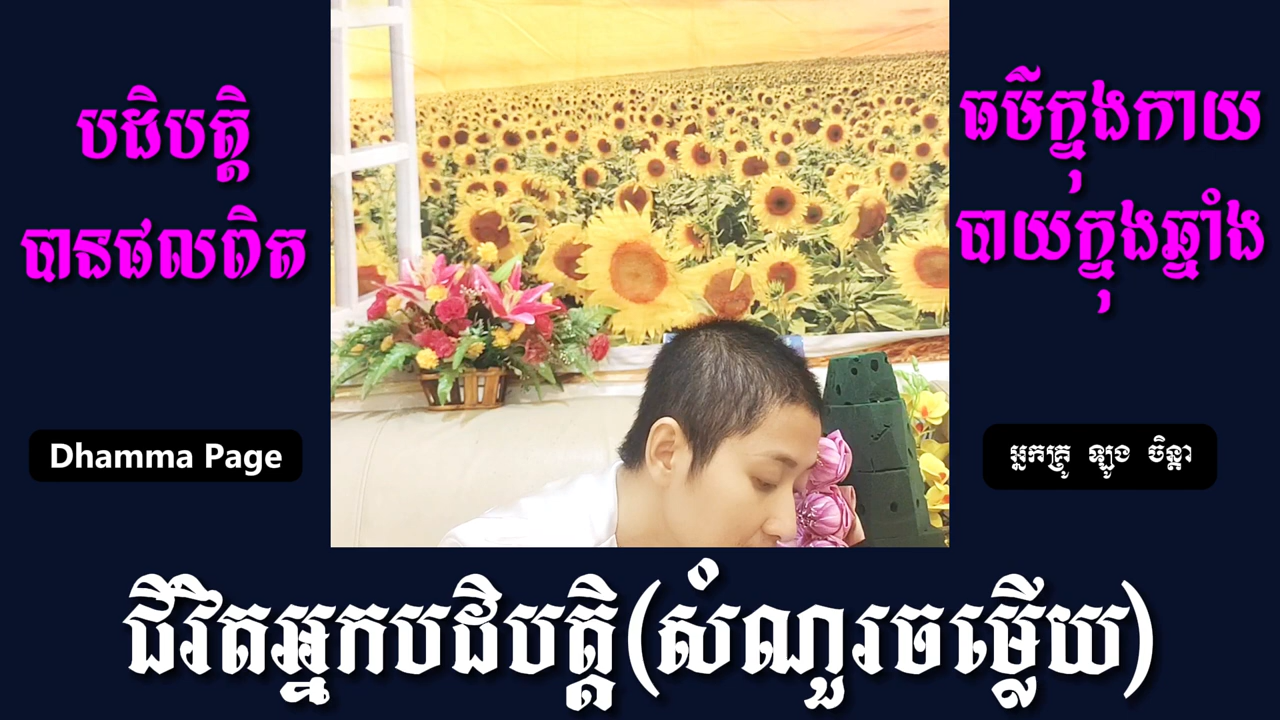 បដិបត្តិ
បានផលពិត
ធម៌ក្នុងកាយ
បាយក្នុងឆ្នាំង
Dhamma Page
អ្នកគ្រូ ឡុង ចិន្តា
ជីវិតអ្នកបដិបត្តិ(សំណួរចម្លើយ)